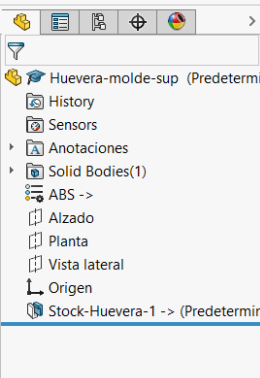 Huevera-molde-sup (Predetermi
History
Sensors
Anotaciones
Solid Bodies(1)
ABS ->
Alzado
Planta
Vista lateral
Origen
Stock-Huevera-1 -> (Predetermin